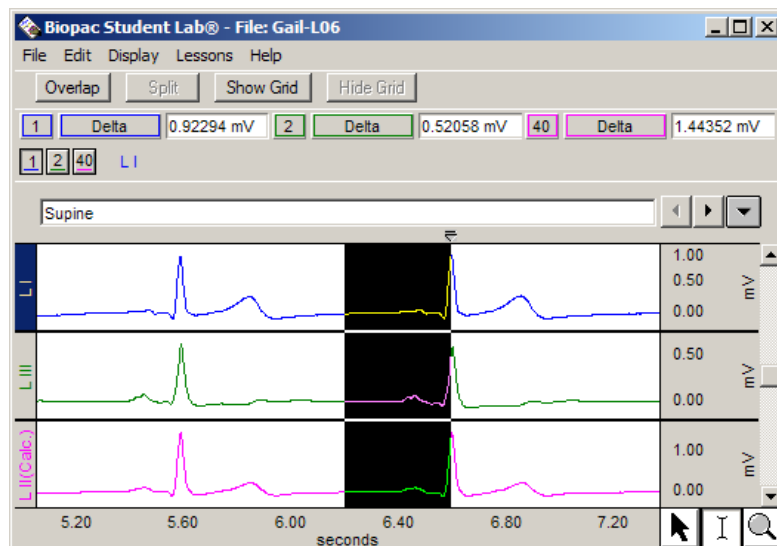 Biopac Student Lab® - File: Gail-L06
File Edit Display Lessons Help
Overlap Split Show Grid Hide Grid
1 Delta 0.92294 mV 2 Delta 0.52058 mV 40 Delta 1.44352 mV
1 2 40 L I
Supine
L I
1.00
0.50
0.00
mV
L III
0.50
0.00
mV
L II(Calc.)
1.00
0.00
mV
5.20 5.60 6.00 6.40 6.80 7.20
seconds